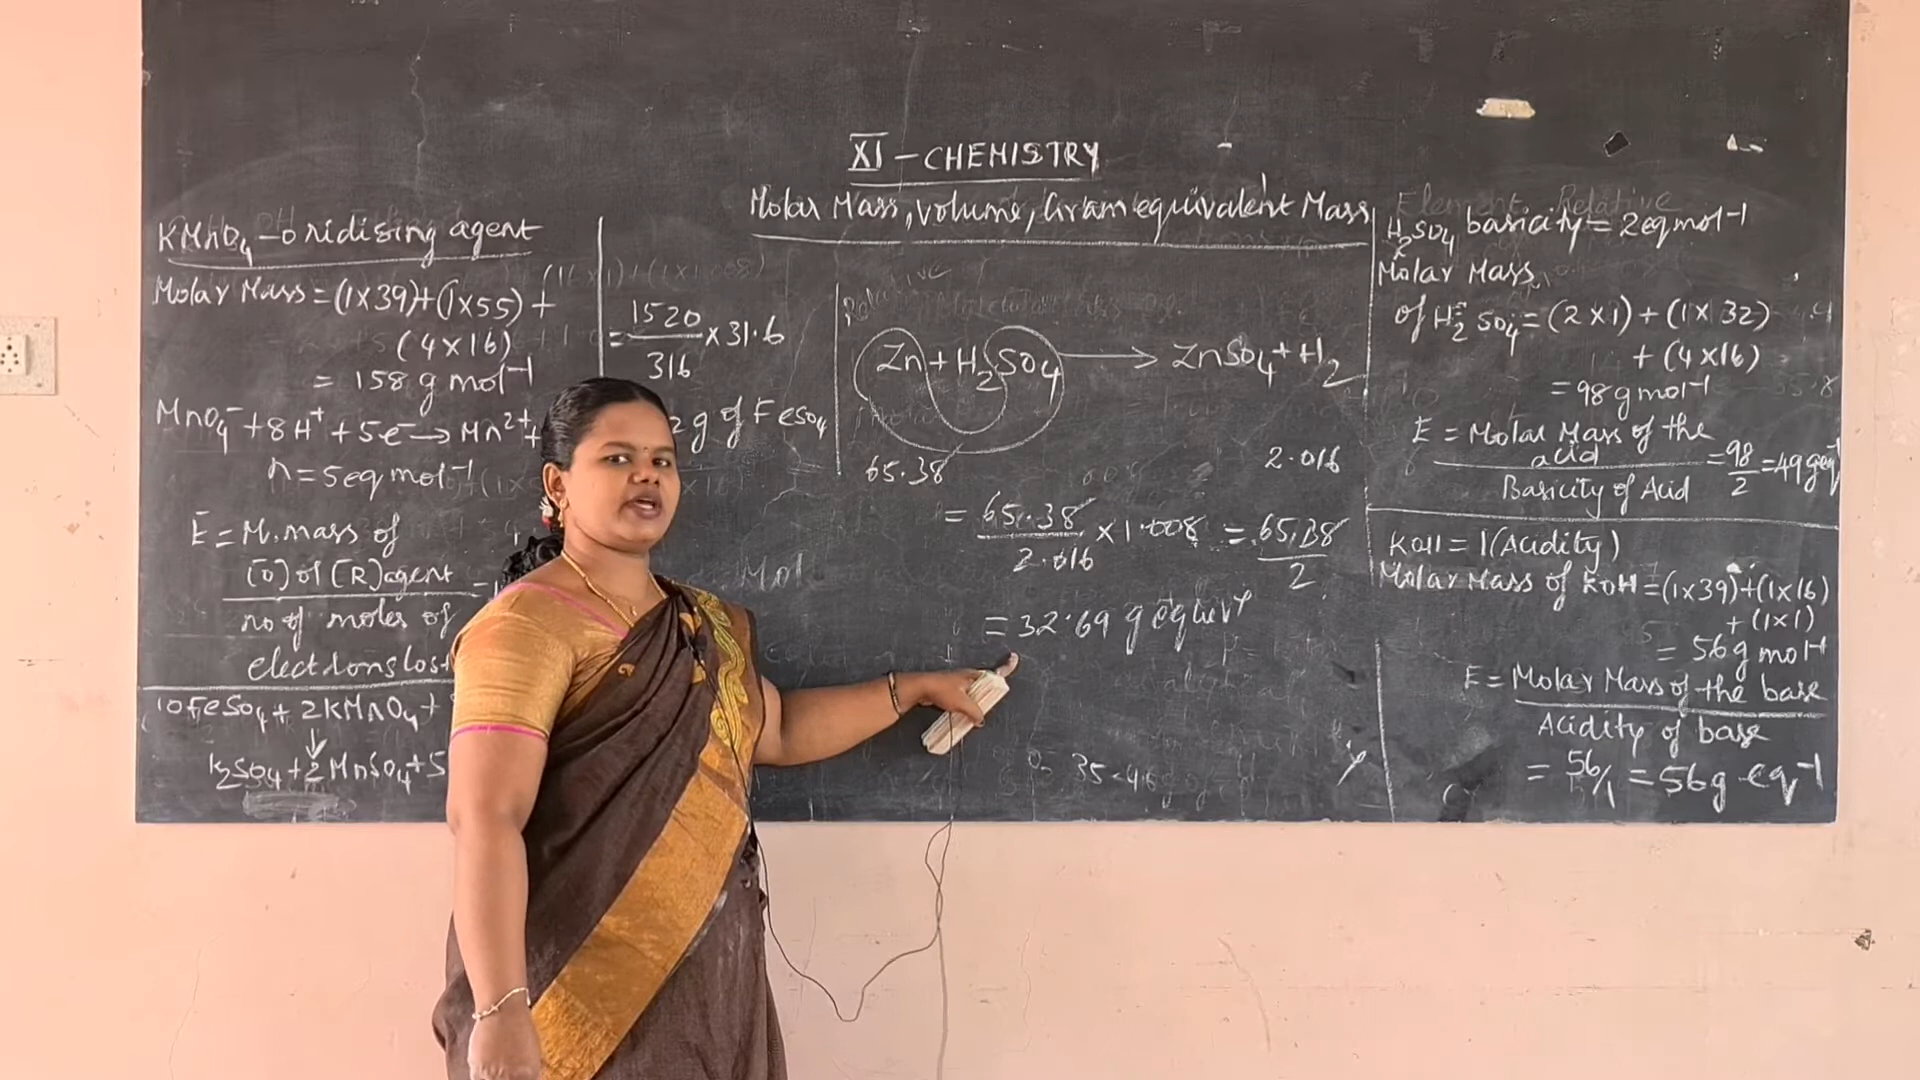 XI - CHEMISTRY
Molar Mass, Volume, Gram equivalent Mass
KMnO₄ - Oxidising agent
Molar Mass = (1×39)+(1×55)+
(4×16)
= 158 g mol⁻¹
MnO₄⁻ + 8H⁺ + 5e⁻ → Mn²⁺ +
n = 5 eq mol⁻¹
E = M. mass of
[O] or [R] agent
no of moles of
electrons lost
10 FeSO₄ + 2KMnO₄ +
K₂SO₄ + 2MnSO₄ + 5
= 1520/316 × 31.6
2 g of FeSO₄
Zn + H₂SO₄ → ZnSO₄ + H₂
65.38
2.016
= 65.38/2.016 × 1.008 = 65.38/2
= 32.69 g equiv⁻¹
35.46
H₂SO₄ basicity = 2 eq mol⁻¹
Molar Mass
of H₂SO₄ = (2×1) + (1×32)
+ (4×16)
= 98 g mol⁻¹
E = Molar Mass of the
acid
Basicity of Acid
= 98/2 = 49 g eq⁻¹
KOH = 1 (Acidity)
Molar Mass of KOH = (1×39)+(1×16)
+ (1×1)
= 56 g mol⁻¹
E = Molar Mass of the base
Acidity of base
= 56/1 = 56 g eq⁻¹